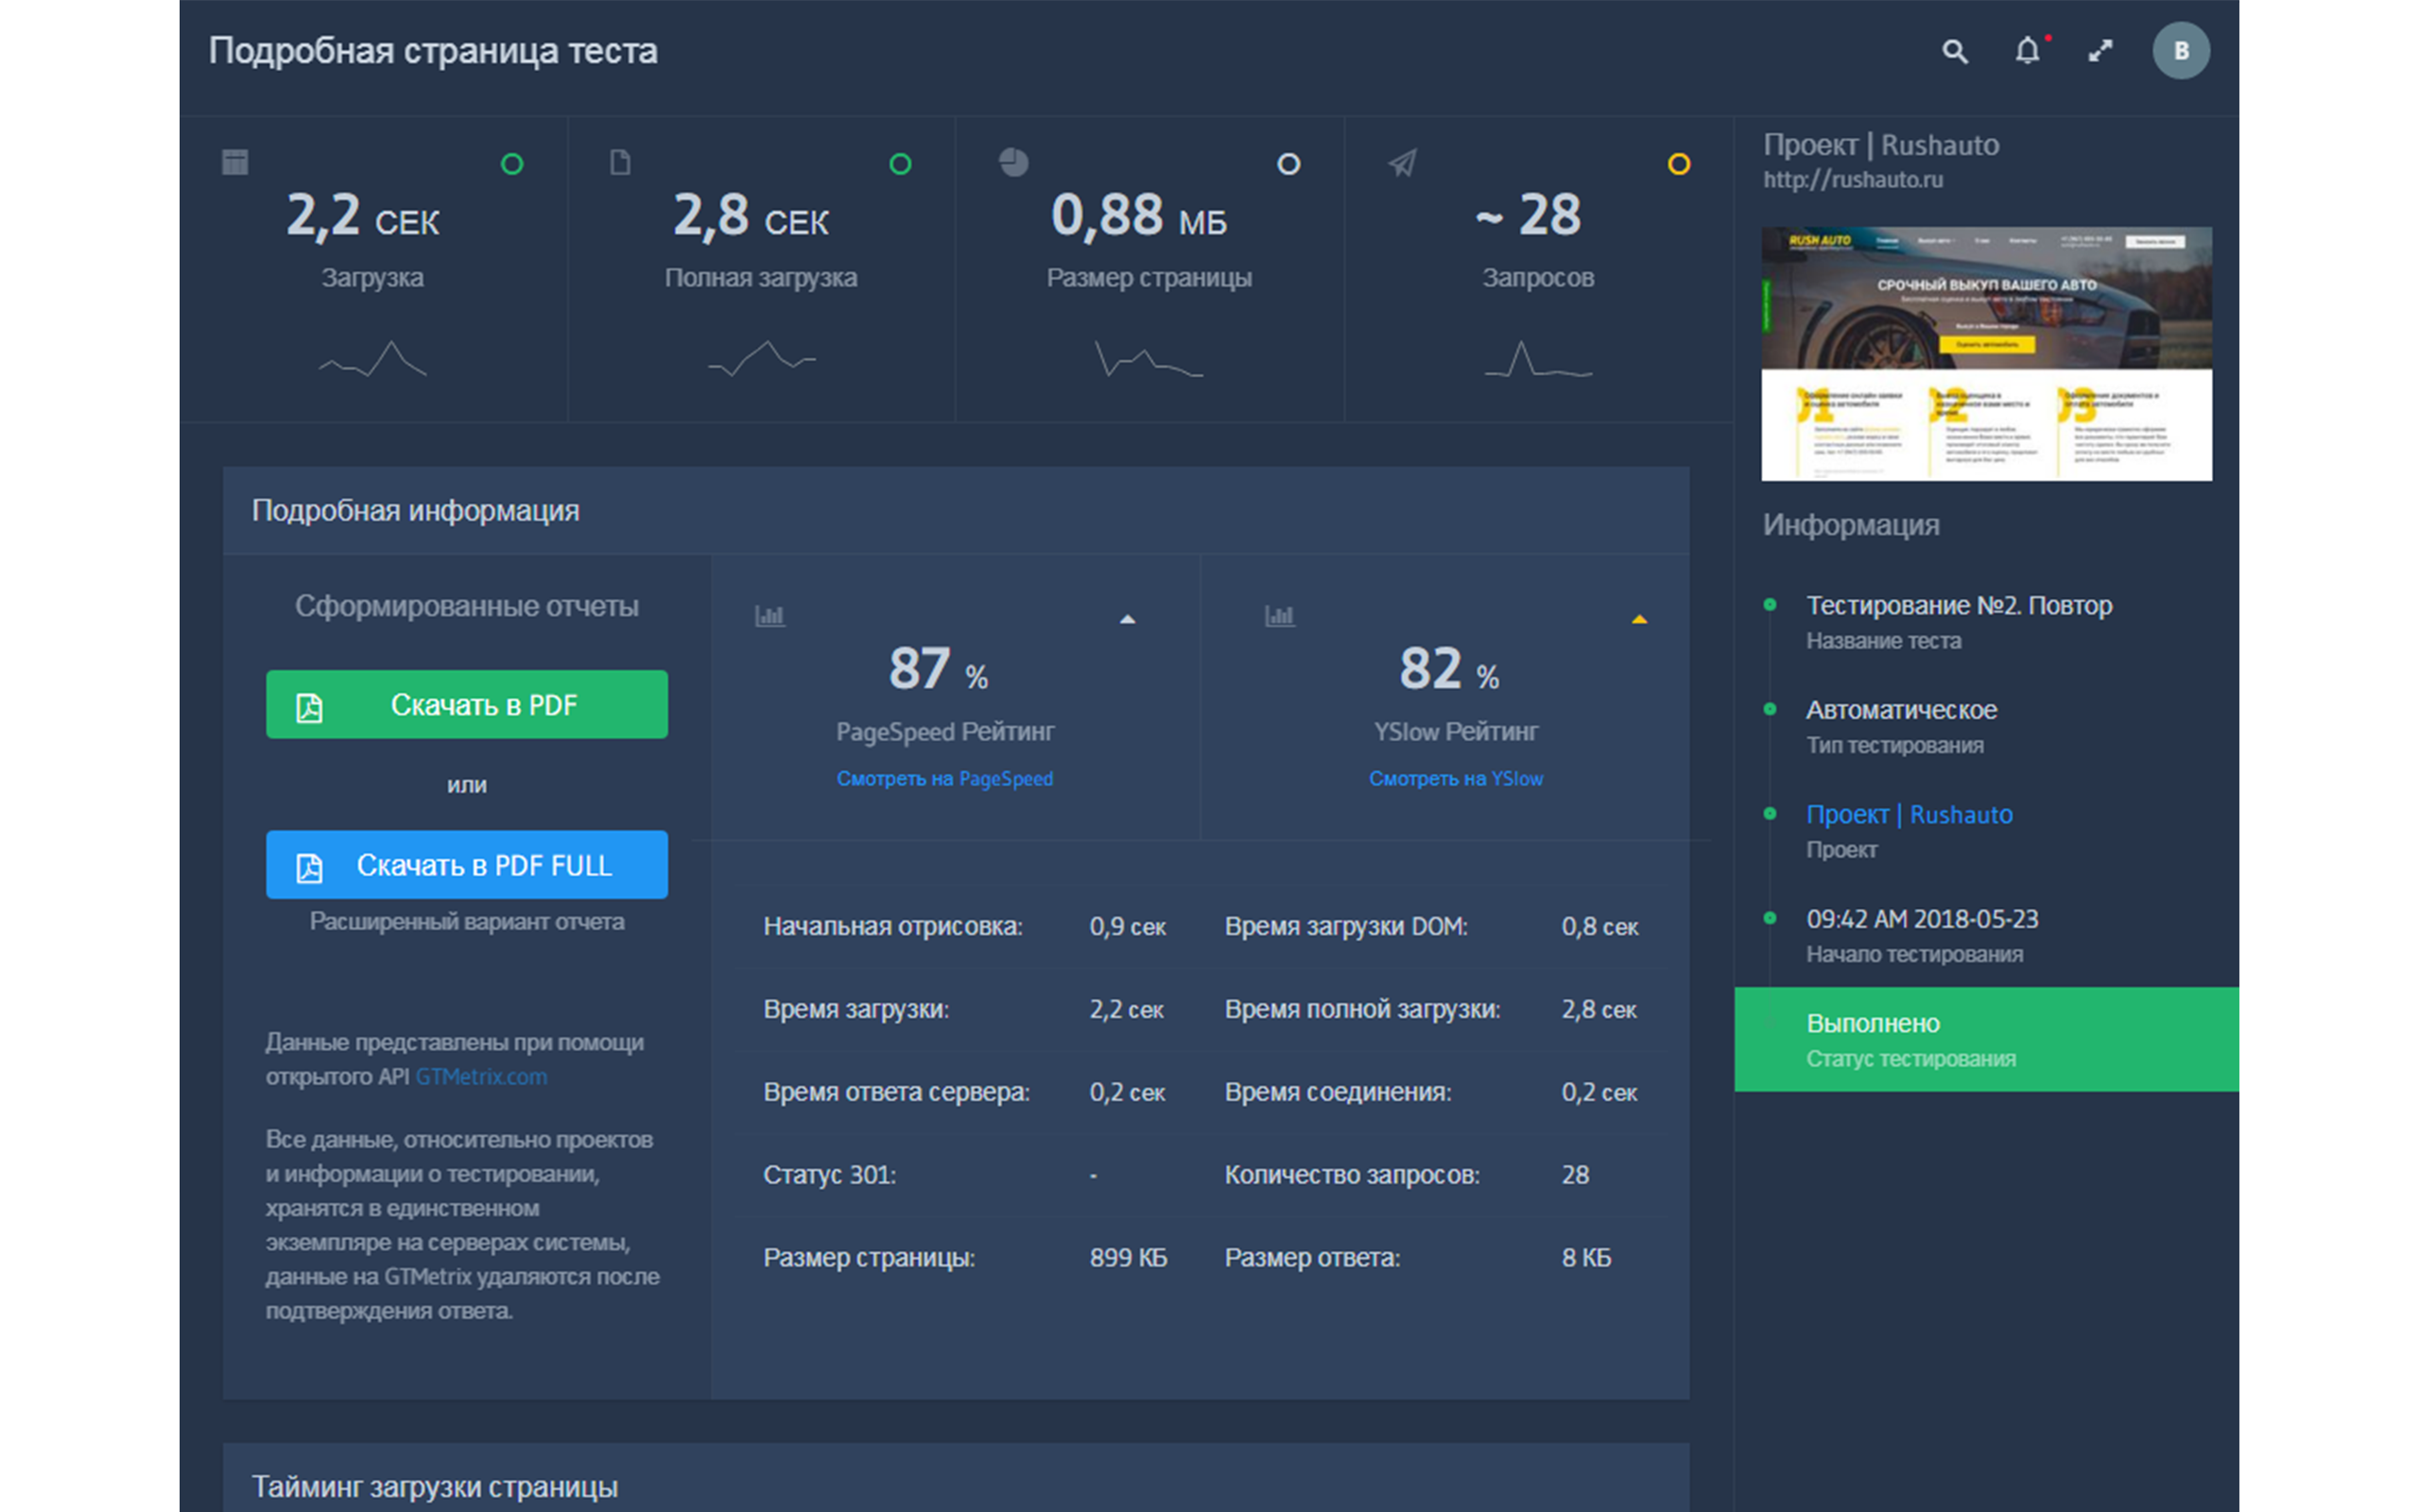 Подробная страница теста
B
2,2 СЕК
Загрузка
2,8 СЕК
Полная загрузка
0,88 МБ
Размер страницы
~ 28
Запросов
Проект | Rushauto
http://rushauto.ru
RUSH AUTO
СРОЧНЫЙ ВЫКУП ВАШЕГО АВТО
Оценить автомобиль
01
02
03
Информация
Тестирование №2. Повтор
Название теста
Автоматическое
Тип тестирования
Проект | Rushauto
Проект
09:42 AM 2018-05-23
Начало тестирования
Выполнено
Статус тестирования
Подробная информация
Сформированные отчеты
Скачать в PDF
или
Скачать в PDF FULL
Расширенный вариант отчета
Данные представлены при помощи
открытого API GTMetrix.com
Все данные, относительно проектов
и информации о тестировании,
хранятся в единственном
экземпляре на серверах системы,
данные на GTMetrix удаляются после
подтверждения ответа.
87 %
PageSpeed Рейтинг
Смотреть на PageSpeed
82 %
YSlow Рейтинг
Смотреть на YSlow
Начальная отрисовка: 0,9 сек Время загрузки DOM: 0,8 сек
Время загрузки: 2,2 сек Время полной загрузки: 2,8 сек
Время ответа сервера: 0,2 сек Время соединения: 0,2 сек
Статус 301: - Количество запросов: 28
Размер страницы: 899 КБ Размер ответа: 8 КБ
Тайминг загрузки страницы